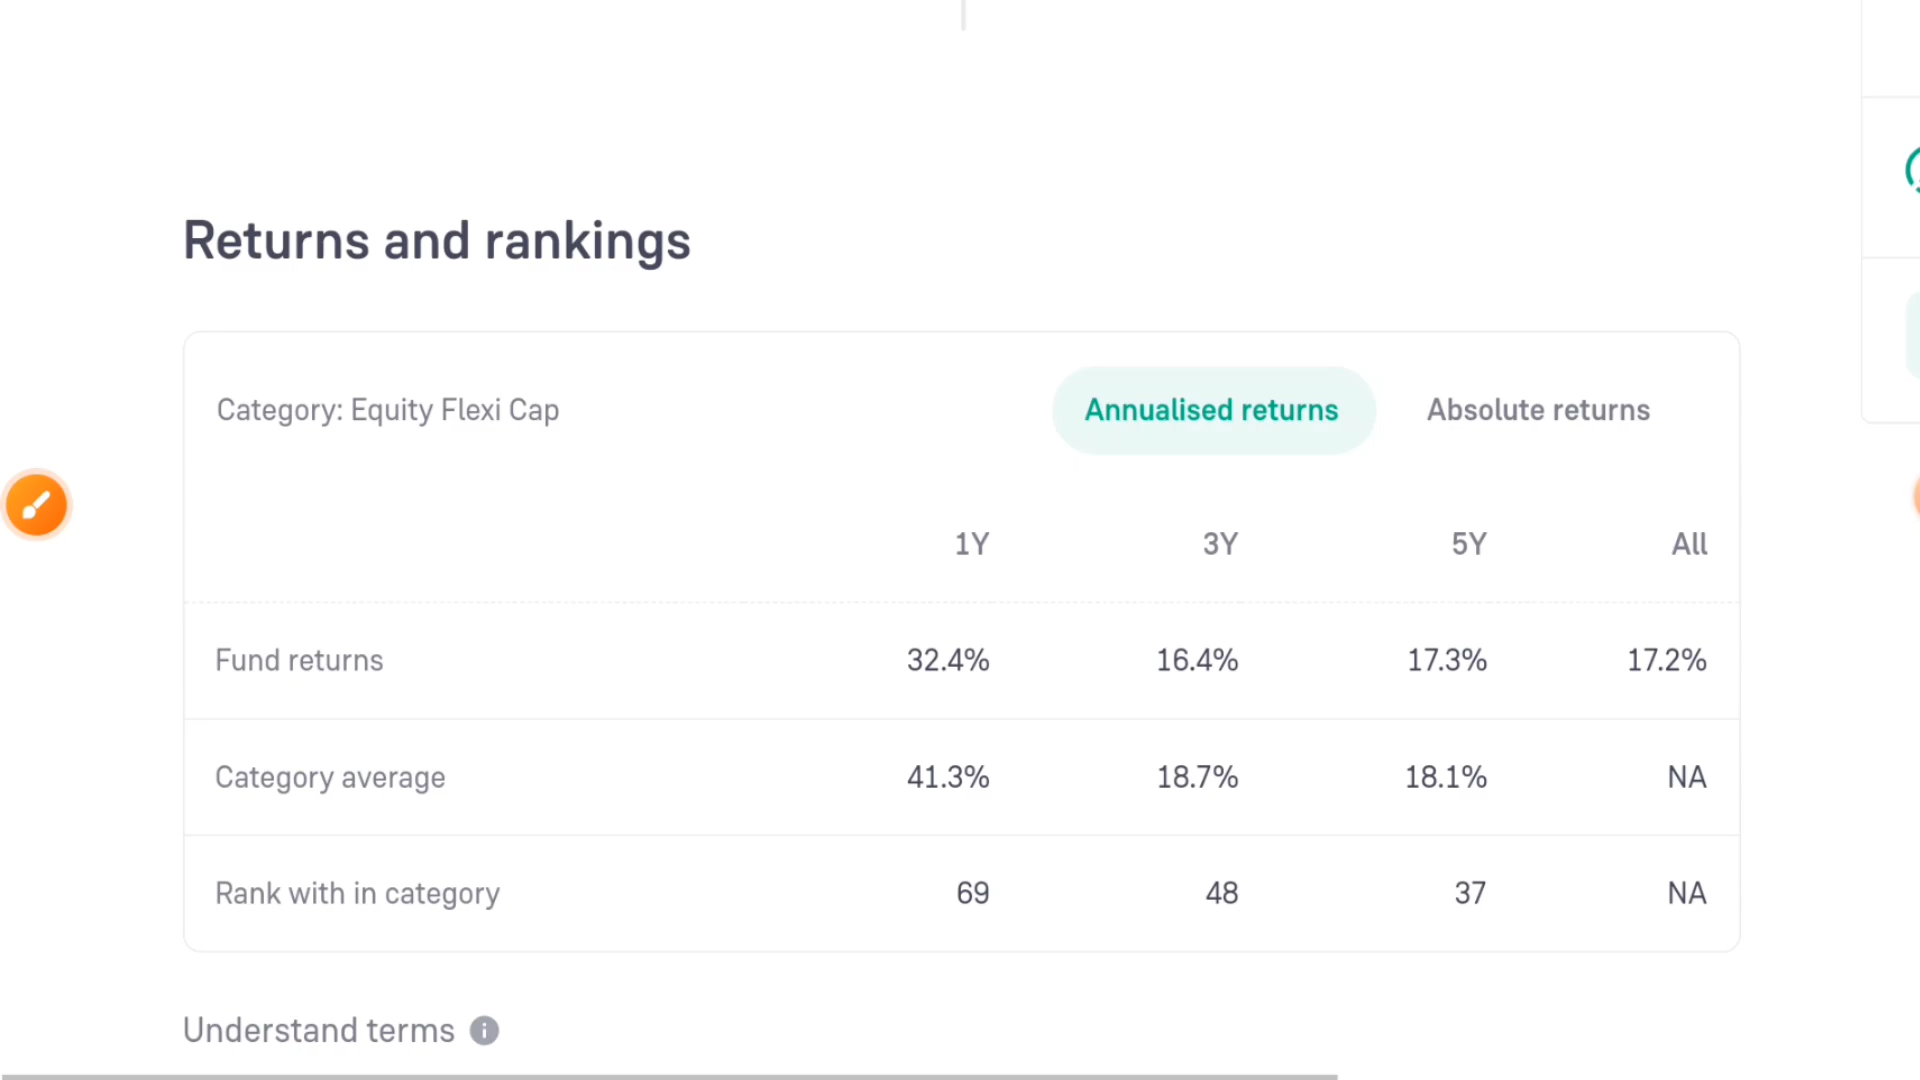 Returns and rankings
Category: Equity Flexi Cap Annualised returns Absolute returns
1Y 3Y 5Y All
Fund returns 32.4% 16.4% 17.3% 17.2%
Category average 41.3% 18.7% 18.1% NA
Rank with in category 69 48 37 NA
Understand terms